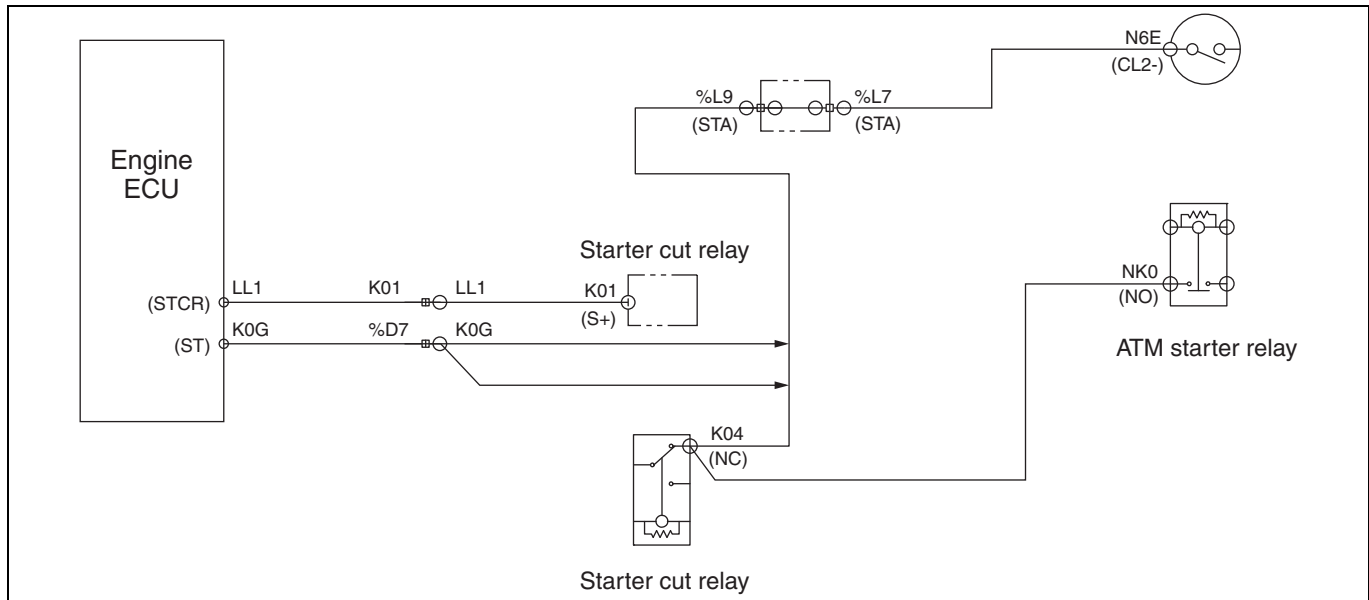 N6E
(CL2-)
%L9
%L7
(STA)
(STA)
Engine
ECU
Starter cut relay
NK0
(NO)
ATM starter relay
(STCR)
LL1
K01
LL1
K01
(S+)
(ST)
K0G
%D7
K0G
K04
(NC)
Starter cut relay